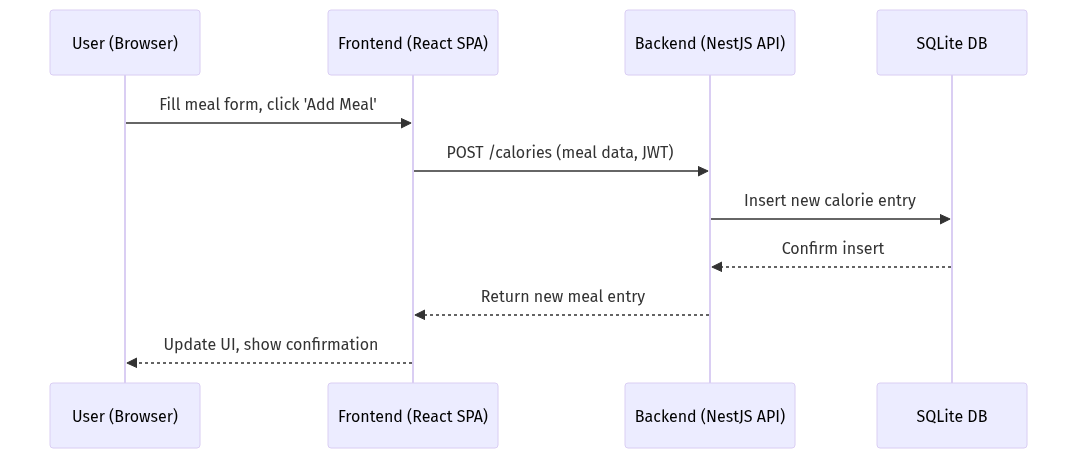 User (Browser)
Frontend (React SPA)
Backend (NestJS API)
SQLite DB
Fill meal form, click 'Add Meal'
POST /calories (meal data, JWT)
Insert new calorie entry
Confirm insert
Return new meal entry
Update UI, show confirmation
User (Browser)
Frontend (React SPA)
Backend (NestJS API)
SQLite DB